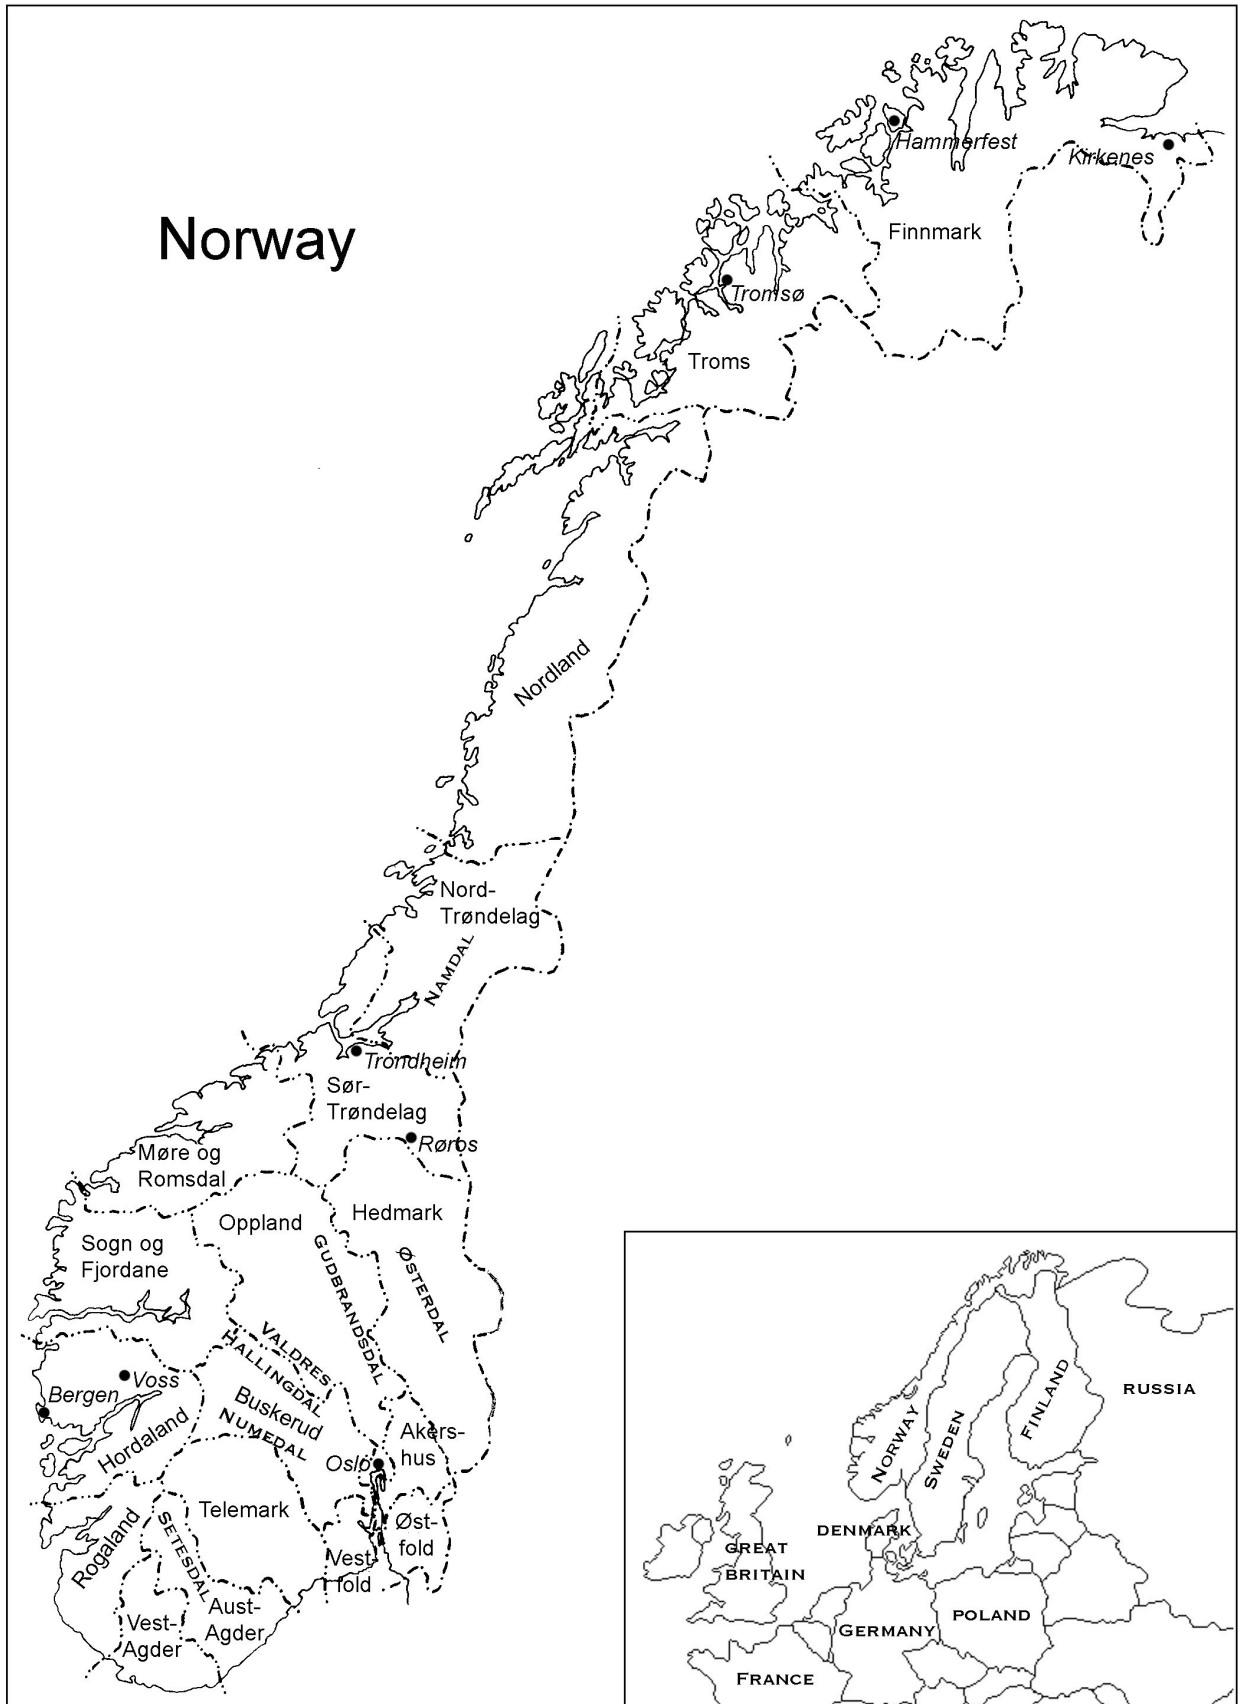 Norway
Hammerfest
Kirkenes
Finnmark
Tromsø
Troms
Nordland
Nord-
Trøndelag
NAMDAL
Trondheim
Sør-
Trøndelag
Røros
Møre og
Romsdal
Hedmark
Oppland
Sogn og
Fjordane
GUDBRANDSDAL
ØSTERDAL
VALDRES
HALLINGDAL
Voss
Bergen
Buskerud
NUMEDAL
Hordaland
Akers-
hus
Oslo
Telemark
SETESDAL
Rogaland
Øst-
fold
Vest-
fold
Aust-
Agder
Vest-
Agder
NORWAY
SWEDEN
FINLAND
RUSSIA
DENMARK
GREAT
BRITAIN
POLAND
GERMANY
FRANCE